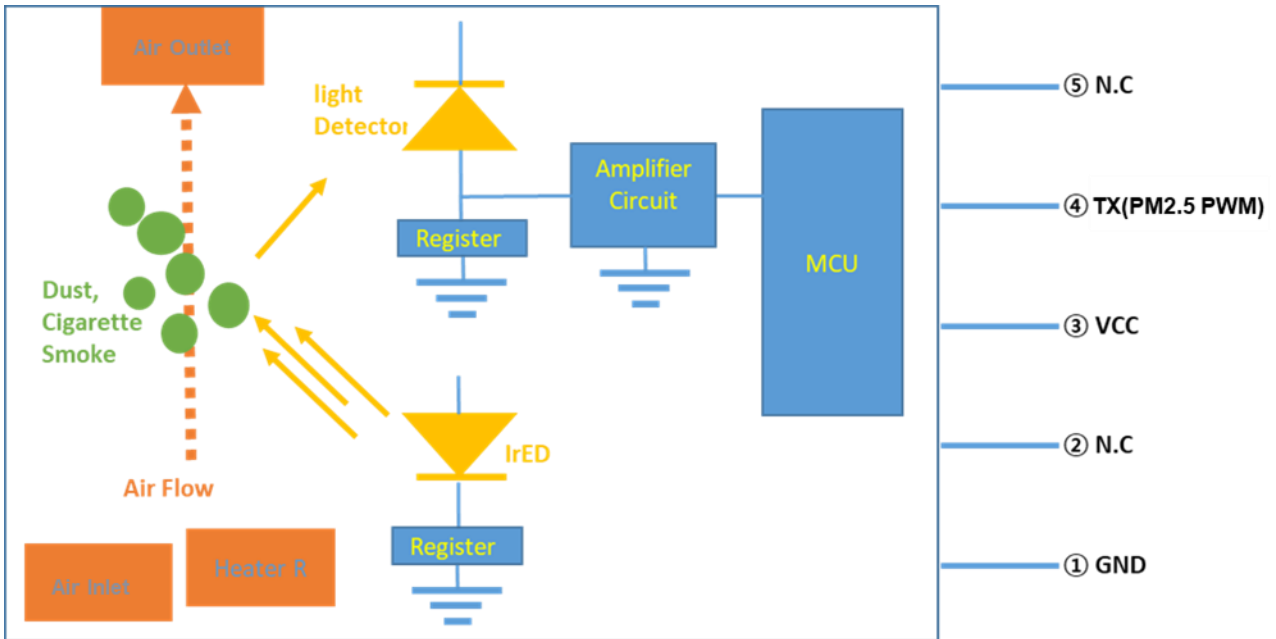 Air Outlet
light
Detector
Amplifier
Circuit
Register
MCU
Dust,
Cigarette
Smoke
IrED
Air Flow
Register
Heater R
Air Inlet
⑤ N.C
④ TX(PM2.5 PWM)
③ VCC
② N.C
① GND